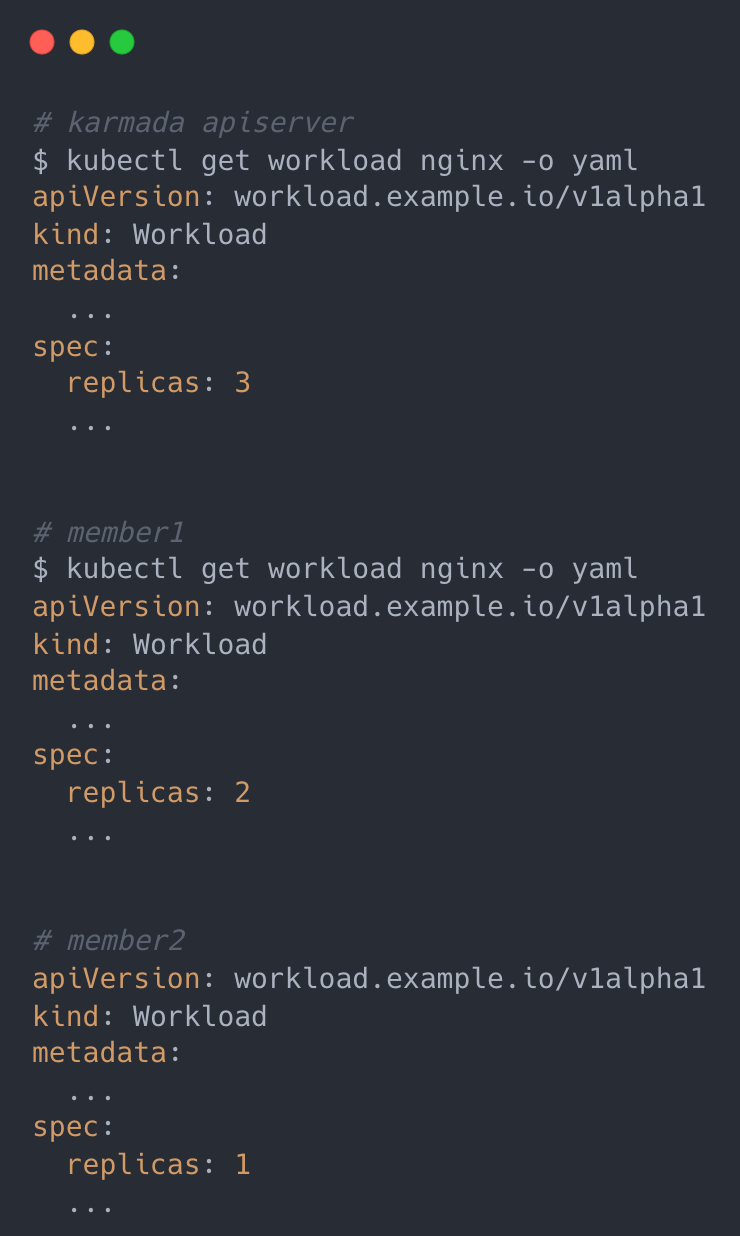 # karmada apiserver
$ kubectl get workload nginx -o yaml
apiVersion: workload.example.io/v1alpha1
kind: Workload
metadata:
  ...
spec:
  replicas: 3
  ...
# member1
$ kubectl get workload nginx -o yaml
apiVersion: workload.example.io/v1alpha1
kind: Workload
metadata:
  ...
spec:
  replicas: 2
  ...
# member2
apiVersion: workload.example.io/v1alpha1
kind: Workload
metadata:
  ...
spec:
  replicas: 1
  ...